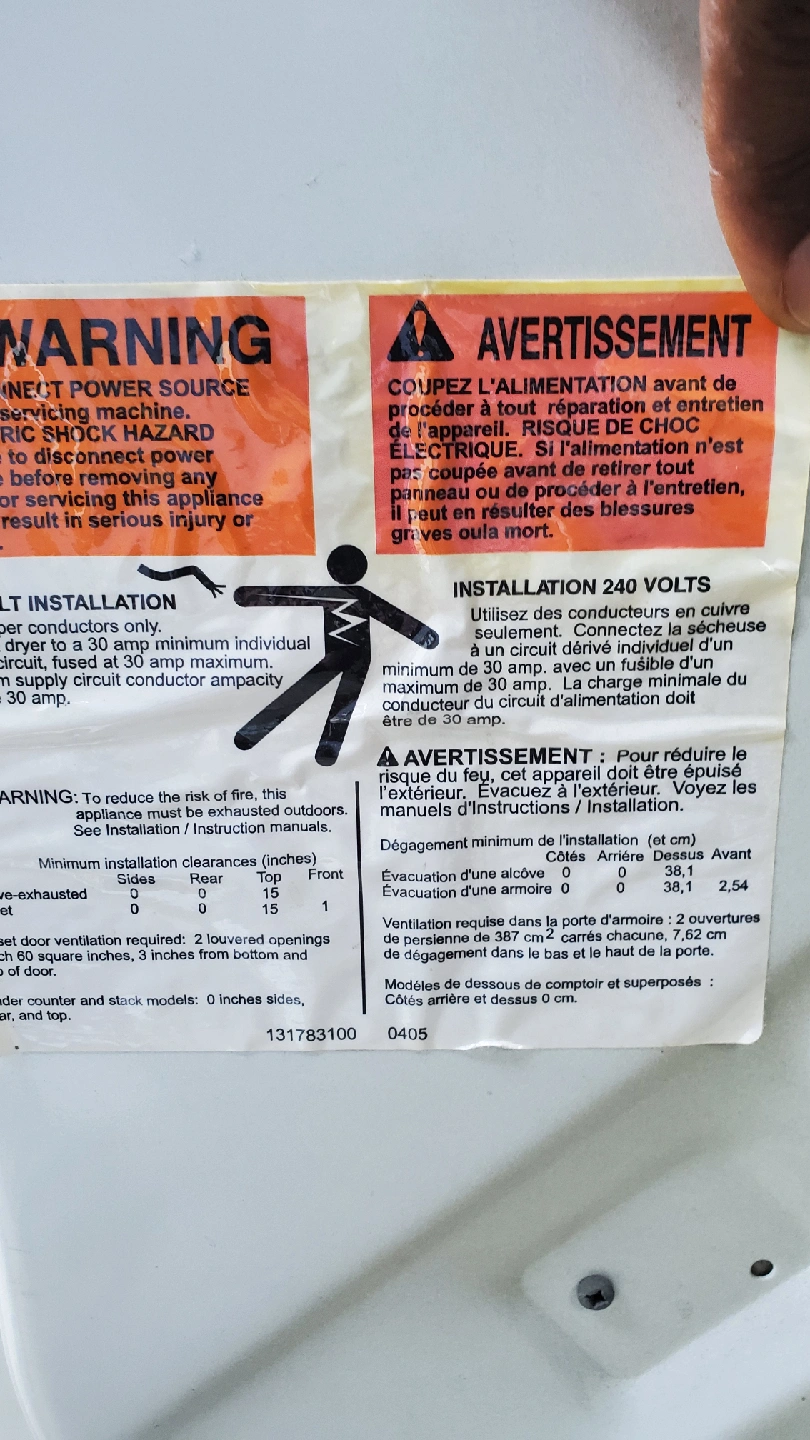 WARNING
NNECT POWER SOURCE
servicing machine.
RIC SHOCK HAZARD
to disconnect power
before removing any
or servicing this appliance
result in serious injury or
LT INSTALLATION
per conductors only.
dryer to a 30 amp minimum individual
circuit, fused at 30 amp maximum.
m supply circuit conductor ampacity
30 amp.
ARNING: To reduce the risk of fire, this
appliance must be exhausted outdoors.
See Installation / Instruction manuals.
Minimum installation clearances (inches)
Sides Rear Top Front
ve-exhausted 0 0 15
et 0 0 15 1
set door ventilation required: 2 louvered openings
ch 60 square inches, 3 inches from bottom and
p of door.
der counter and stack models: 0 inches sides,
ar, and top.
131783100 0405
AVERTISSEMENT
COUPEZ L'ALIMENTATION avant de
procéder à tout réparation et entretien
de l'appareil. RISQUE DE CHOC
ÉLECTRIQUE. Si l'alimentation n'est
pas coupée avant de retirer tout
panneau ou de procéder à l'entretien,
il peut en résulter des blessures
graves oula mort.
INSTALLATION 240 VOLTS
Utilisez des conducteurs en cuivre
seulement. Connectez la sécheuse
à un circuit dérivé individuel d'un
minimum de 30 amp. avec un fusible d'un
maximum de 30 amp. La charge minimale du
conducteur du circuit d'alimentation doit
être de 30 amp.
AVERTISSEMENT : Pour réduire le
risque du feu, cet appareil doit être épuisé
l'extérieur. Évacuez à l'extérieur. Voyez les
manuels d'Instructions / Installation.
Dégagement minimum de l'installation (et cm)
Côtés Arriére Dessus Avant
Évacuation d'une alcôve 0 0 38,1
Évacuation d'une armoire 0 0 38,1 2,54
Ventilation requise dans la porte d'armoire : 2 ouvertures
de persienne de 387 cm2 carrés chacune, 7,62 cm
de dégagement dans le bas et le haut de la porte.
Modéles de dessous de comptoir et superposés :
Côtés arrière et dessus 0 cm.